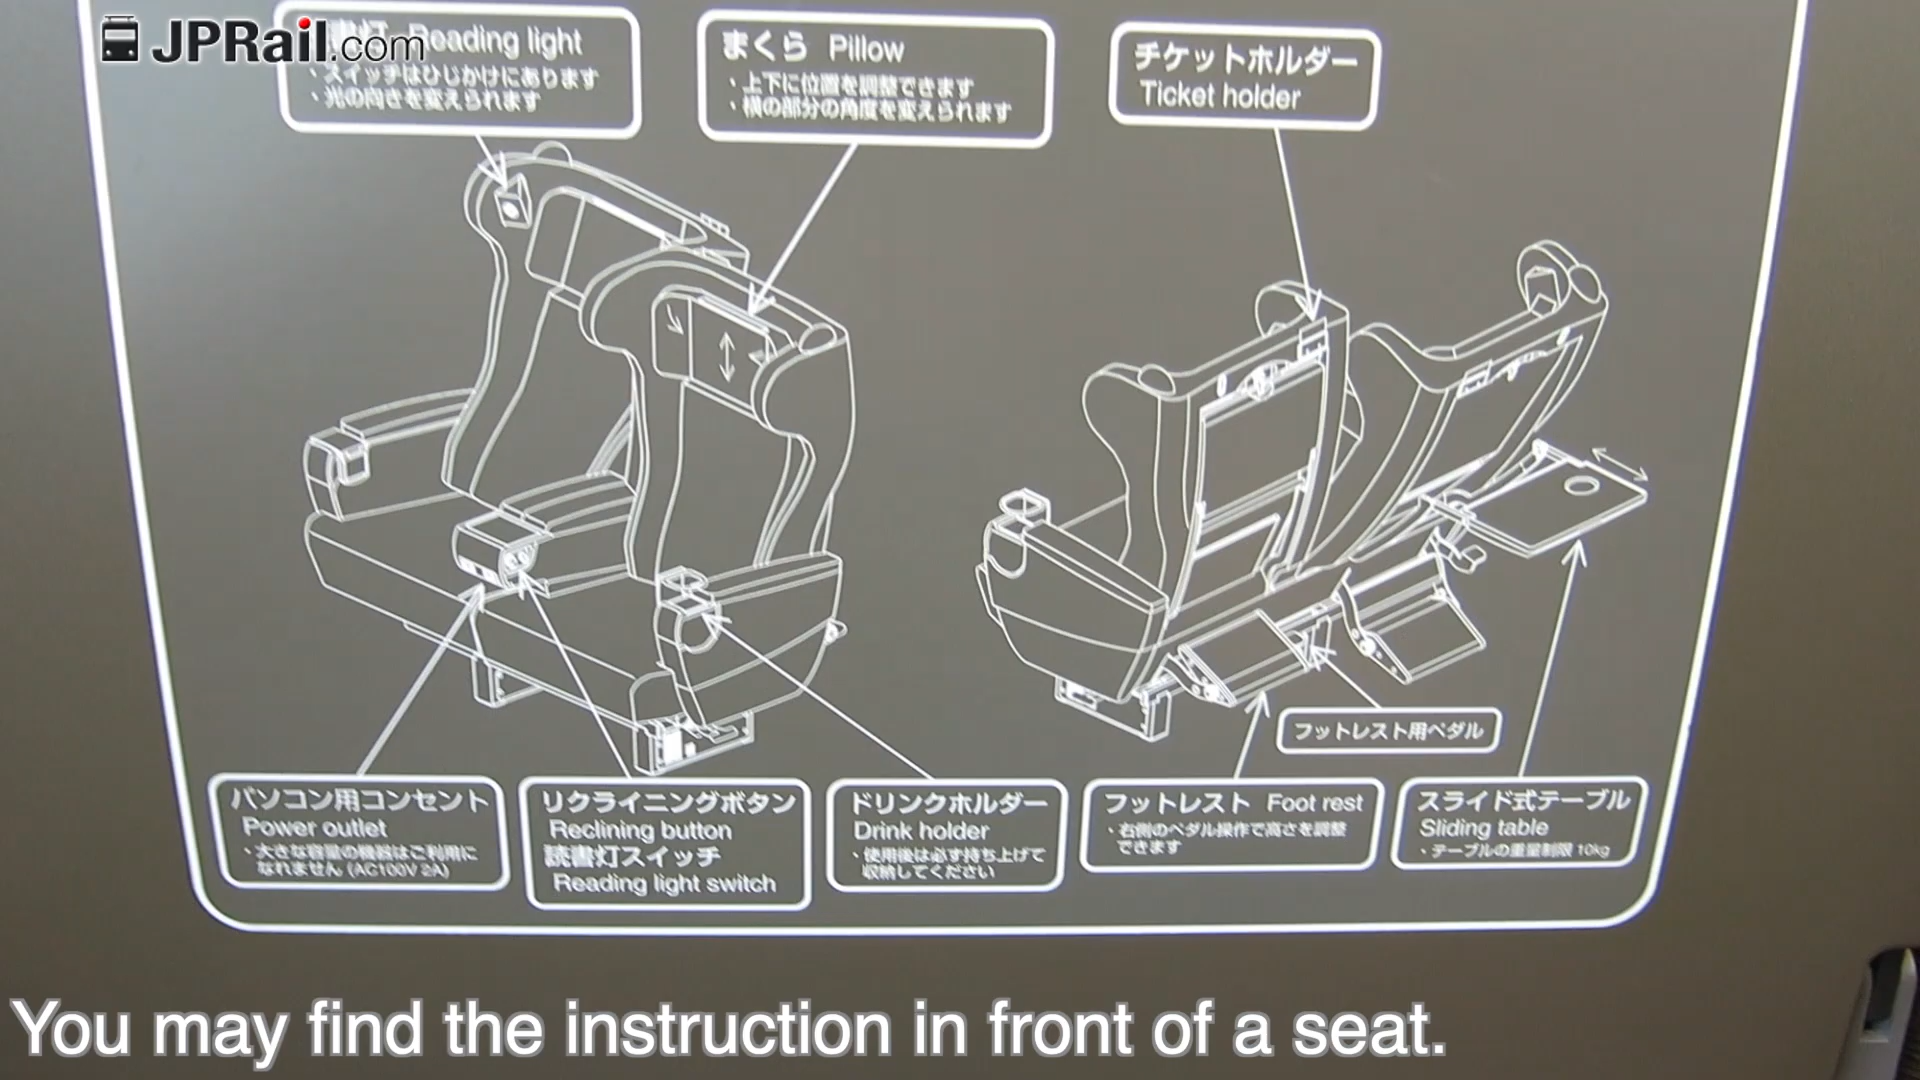 JPRail.com
読書灯 Reading light
・スイッチはひじかけにあります
・光の向きを変えられます
まくら Pillow
・上下に位置を調整できます
・横の部分の角度を変えられます
チケットホルダー
Ticket holder
フットレスト用ペダル
パソコン用コンセント
Power outlet
・大きな容量の機器はご利用に
なれません (AC100V 2A)
リクライニングボタン
Reclining button
読書灯スイッチ
Reading light switch
ドリンクホルダー
Drink holder
・使用後は必ず持ち上げて
収納してください
フットレスト Foot rest
・右側のペダル操作で高さを調整
できます
スライド式テーブル
Sliding table
・テーブルの重量制限 10kg
You may find the instruction in front of a seat.